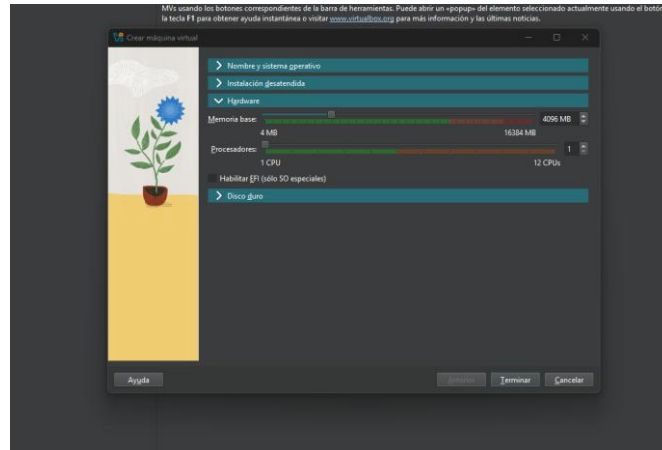 MVs usando los botones correspondientes de la barra de herramientas. Puede abrir un «popup» del elemento seleccionado actualmente usando el botón
la tecla F1 para obtener ayuda instantánea o visitar www.virtualbox.org para más información y las últimas noticias.
Crear máquina virtual
Nombre y sistema operativo
Instalación desatendida
Hardware
Memoria base: 4096 MB
4 MB 16384 MB
Procesadores: 1
1 CPU 12 CPUs
Habilitar EFI (sólo SO especiales)
Disco duro
Ayuda Anterior Terminar Cancelar